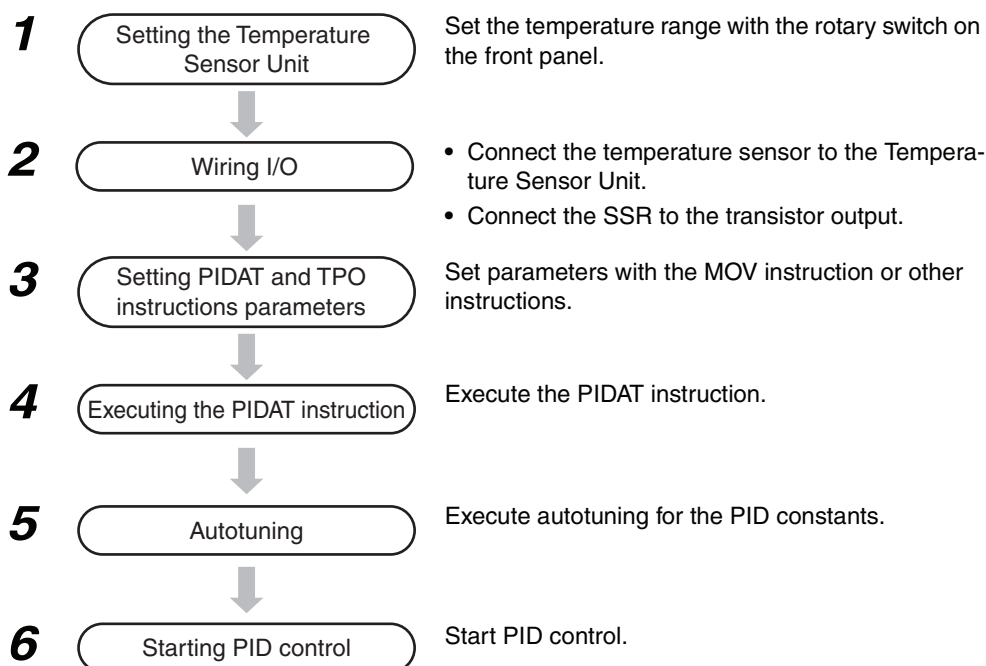 1
Setting the Temperature
Sensor Unit
Set the temperature range with the rotary switch on
the front panel.
2
Wiring I/O
• Connect the temperature sensor to the Tempera-
ture Sensor Unit.
• Connect the SSR to the transistor output.
3
Setting PIDAT and TPO
instructions parameters
Set parameters with the MOV instruction or other
instructions.
4
Executing the PIDAT instruction
Execute the PIDAT instruction.
5
Autotuning
Execute autotuning for the PID constants.
6
Starting PID control
Start PID control.